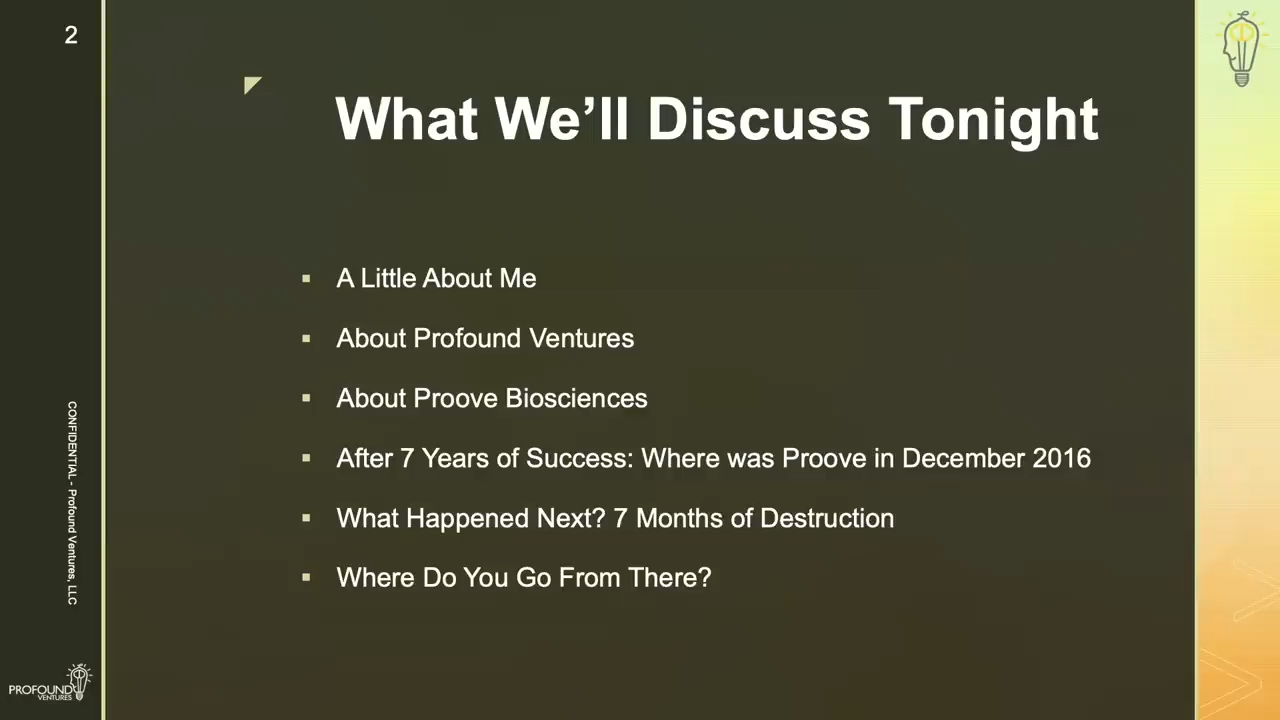 2
What We’ll Discuss Tonight
▪ A Little About Me
▪ About Profound Ventures
▪ About Proove Biosciences
▪ After 7 Years of Success: Where was Proove in December 2016
▪ What Happened Next? 7 Months of Destruction
▪ Where Do You Go From There?
CONFIDENTIAL - Profound Ventures, LLC
PROFOUND
VENTURES